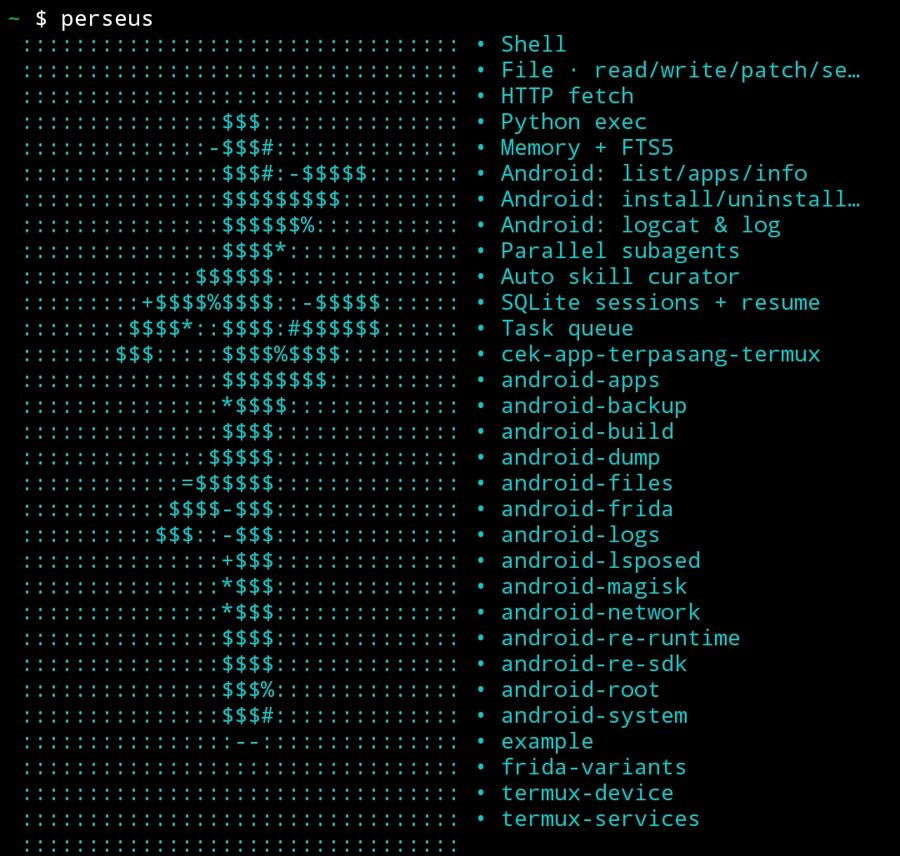 ~ $ perseus
::::::::::::::::::::::::::::::::: • Shell
::::::::::::::::::::::::::::::::: • File · read/write/patch/se…
::::::::::::::::::::::::::::::::: • HTTP fetch
:::::::::::::::$$$::::::::::::::: • Python exec
::::::::::::::-$$$#:::::::::::::: • Memory + FTS5
:::::::::::::::$$$#:-$$$$$::::::: • Android: list/apps/info
:::::::::::::::$$$$$$$$$::::::::: • Android: install/uninstall…
:::::::::::::::$$$$$$%::::::::::: • Android: logcat & log
:::::::::::::::$$$$*::::::::::::: • Parallel subagents
:::::::::::::$$$$$$:::::::::::::: • Auto skill curator
:::::::::+$$$$%$$$$::-$$$$$:::::: • SQLite sessions + resume
::::::::$$$$*::$$$$:#$$$$$$:::::: • Task queue
:::::::$$$:::::$$$$%$$$$::::::::: • cek-app-terpasang-termux
:::::::::::::::$$$$$$$$:::::::::: • android-apps
:::::::::::::::*$$$$::::::::::::: • android-backup
:::::::::::::::$$$$:::::::::::::: • android-build
::::::::::::::$$$$$:::::::::::::: • android-dump
::::::::::::=$$$$$$:::::::::::::: • android-files
:::::::::::$$$$-$$$:::::::::::::: • android-frida
::::::::::$$$::-$$$:::::::::::::: • android-logs
:::::::::::::::+$$$:::::::::::::: • android-lsposed
:::::::::::::::*$$$:::::::::::::: • android-magisk
:::::::::::::::*$$$:::::::::::::: • android-network
:::::::::::::::$$$$:::::::::::::: • android-re-runtime
:::::::::::::::$$$$:::::::::::::: • android-re-sdk
:::::::::::::::$$$%:::::::::::::: • android-root
:::::::::::::::$$$#:::::::::::::: • android-system
::::::::::::::::--::::::::::::::: • example
::::::::::::::::::::::::::::::::: • frida-variants
::::::::::::::::::::::::::::::::: • termux-device
::::::::::::::::::::::::::::::::: • termux-services
:::::::::::::::::::::::::::::::::